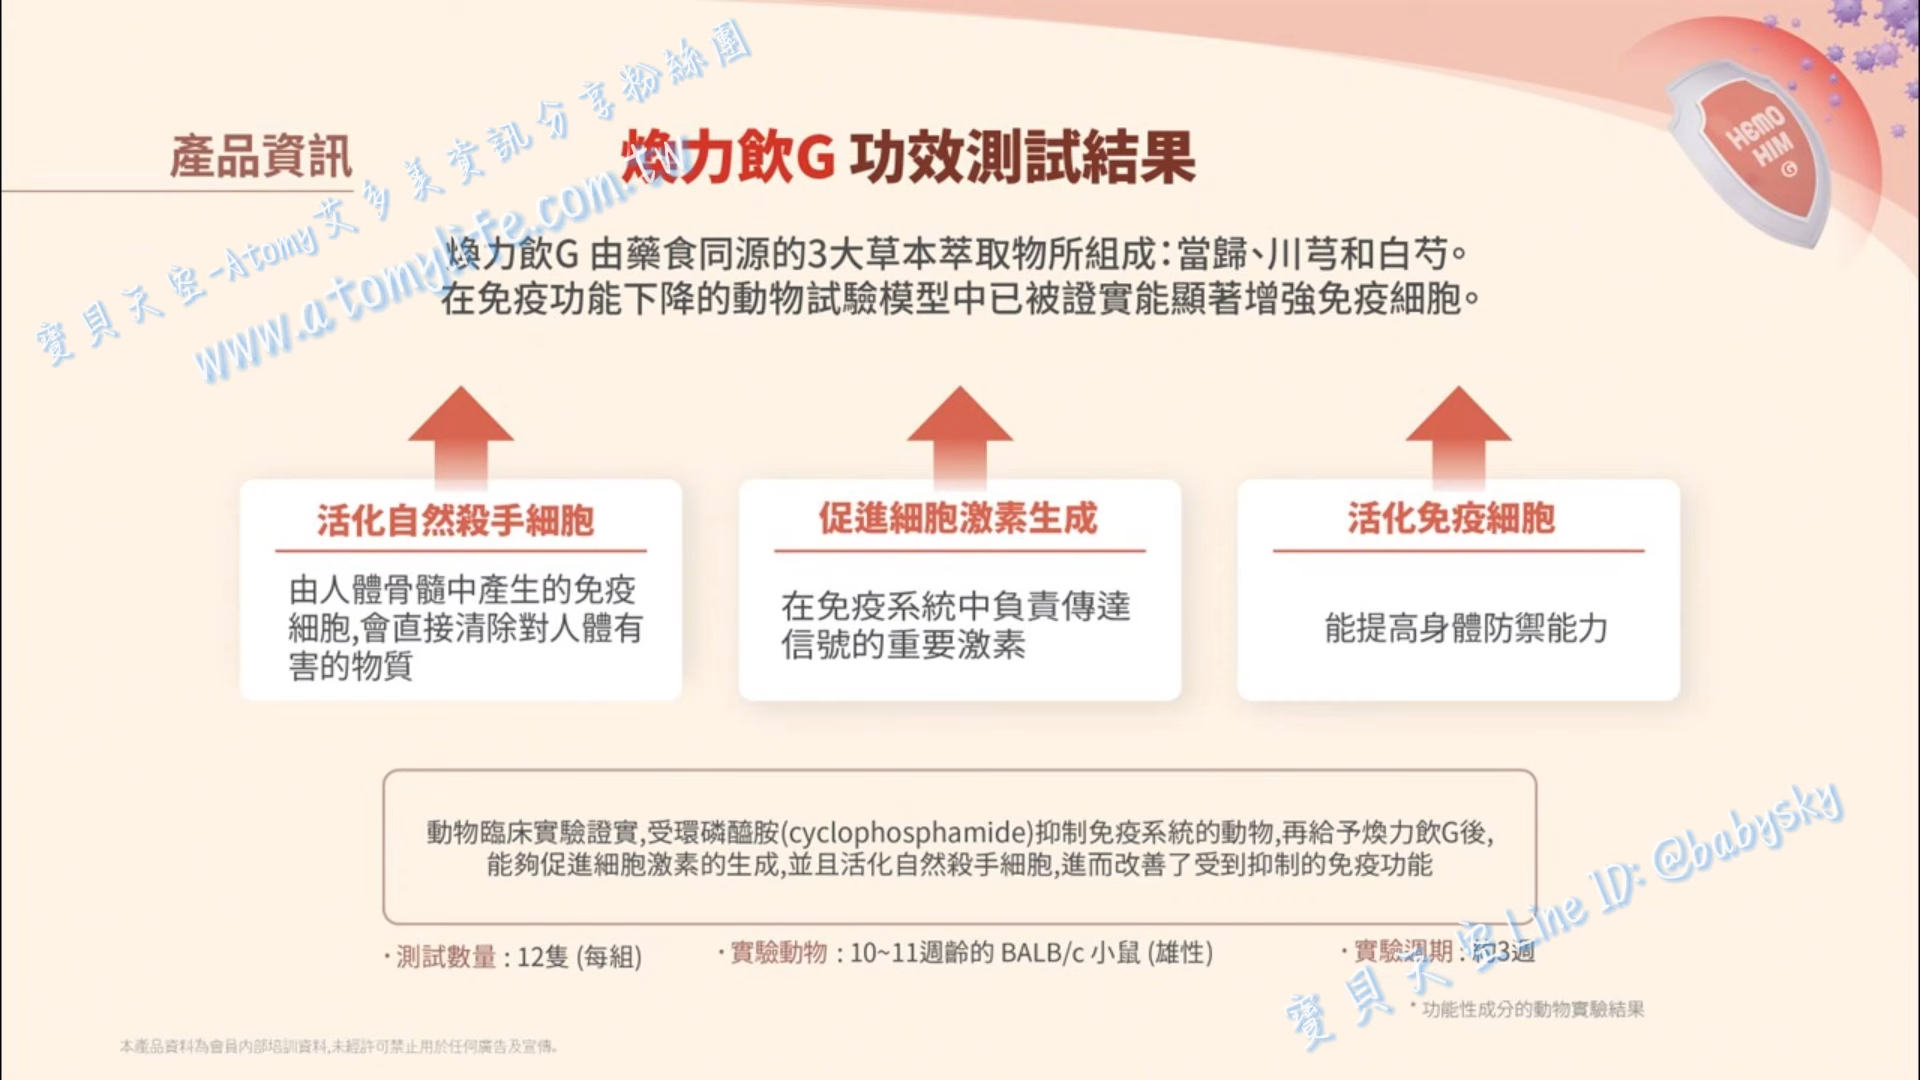 產品資訊
煥力飲G 功效測試結果
HEMO
HIM
G
寶貝天空-Atomy艾多美資訊分享粉絲團
www.atomylife.com.tw
煥力飲G 由藥食同源的3大草本萃取物所組成：當歸、川芎和白芍。
在免疫功能下降的動物試驗模型中已被證實能顯著增強免疫細胞。
活化自然殺手細胞
由人體骨髓中產生的免疫
細胞,會直接清除對人體有
害的物質
促進細胞激素生成
在免疫系統中負責傳達
信號的重要激素
活化免疫細胞
能提高身體防禦能力
動物臨床實驗證實,受環磷醯胺(cyclophosphamide)抑制免疫系統的動物,再給予煥力飲G後,
能夠促進細胞激素的生成,並且活化自然殺手細胞,進而改善了受到抑制的免疫功能
·測試數量 : 12隻 (每組)
·實驗動物 : 10~11週齡的 BALB/c 小鼠 (雄性)
·實驗週期 : 約3週
寶貝天空 Line ID: @babysky
* 功能性成分的動物實驗結果
本產品資料為會員內部培訓資料,未經許可禁止用於任何廣告及宣傳。